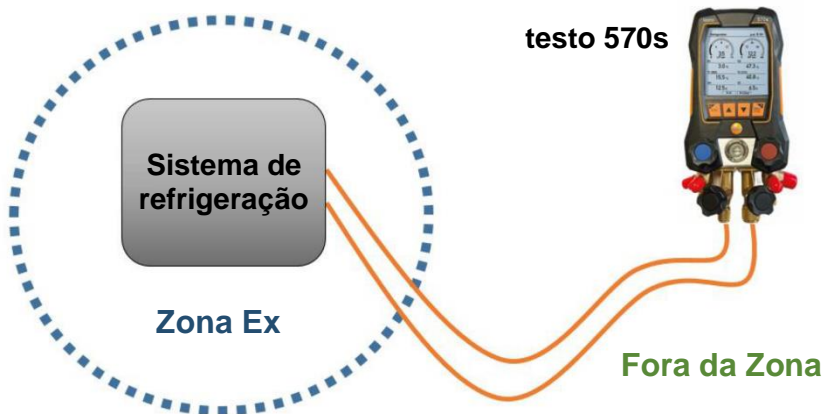 testo 570s
Sistema de
refrigeração
Zona Ex
Fora da Zona